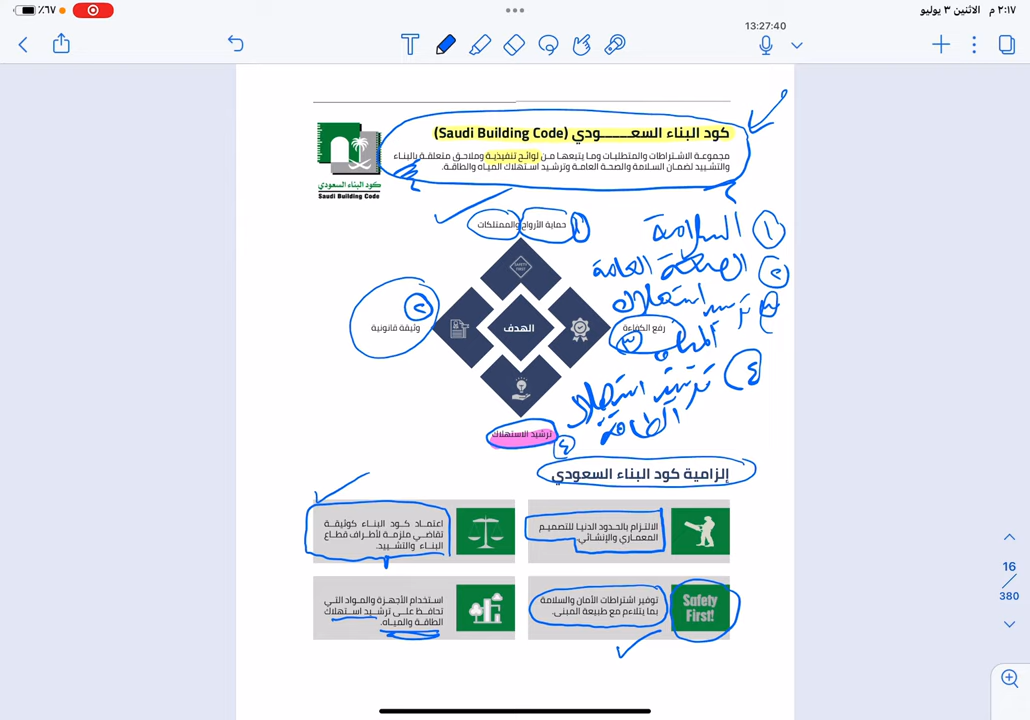 ٢:١٧ م الاثنين ٣ يوليو
٪٦٧
13:27:40
كود البناء السعـــــــودي (Saudi Building Code)
مجموعة الاشتراطات والمتطلبات وما يتبعها من لوائح تنفيذية وملاحق متعلقة بالبناء
والتشييد لضمان السلامة والصحة العامة وترشيد استهلاك المياه والطاقة.
كود البناء السعودي
Saudi Building Code
حماية الأرواح والممتلكات
١
١ السلامة
٢ الصحة العامة
٣ ترشيد استهلاك
المياه
٤ ترشيد استهلاك
الطاقة
SAFETY
FIRST
وثيقة قانونية
٢
الهدف
رفع الكفاءة
٣
ترشيد الاستهلاك
٤
إلزامية كود البناء السعودي
الالتزام بالحدود الدنيا للتصميم
المعماري والإنشائي.
اعتماد كود البناء كوثيقة
تقاضي ملزمة لأطراف قطاع
البناء والتشييد.
Safety
First!
توفير اشتراطات الأمان والسلامة
بما يتلاءم مع طبيعة المبنى.
استخدام الأجهزة والمواد التي
تحافظ على ترشيد استهلاك
الطاقة والمياه.
16
380